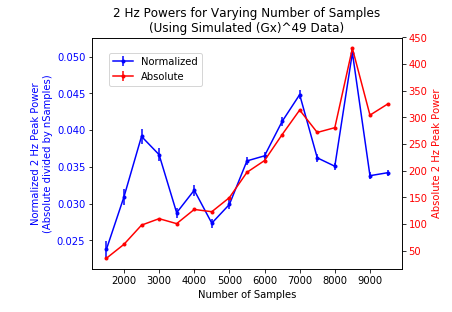 2 Hz Powers for Varying Number of Samples
(Using Simulated (Gx)^49 Data)
Normalized
Absolute
Normalized 2 Hz Peak Power
(Absolute divided by nSamples)
0.050
0.045
0.040
0.035
0.030
0.025
450
400
350
300
250
200
150
100
50
Absolute 2 Hz Peak Power
2000 3000 4000 5000 6000 7000 8000 9000
Number of Samples